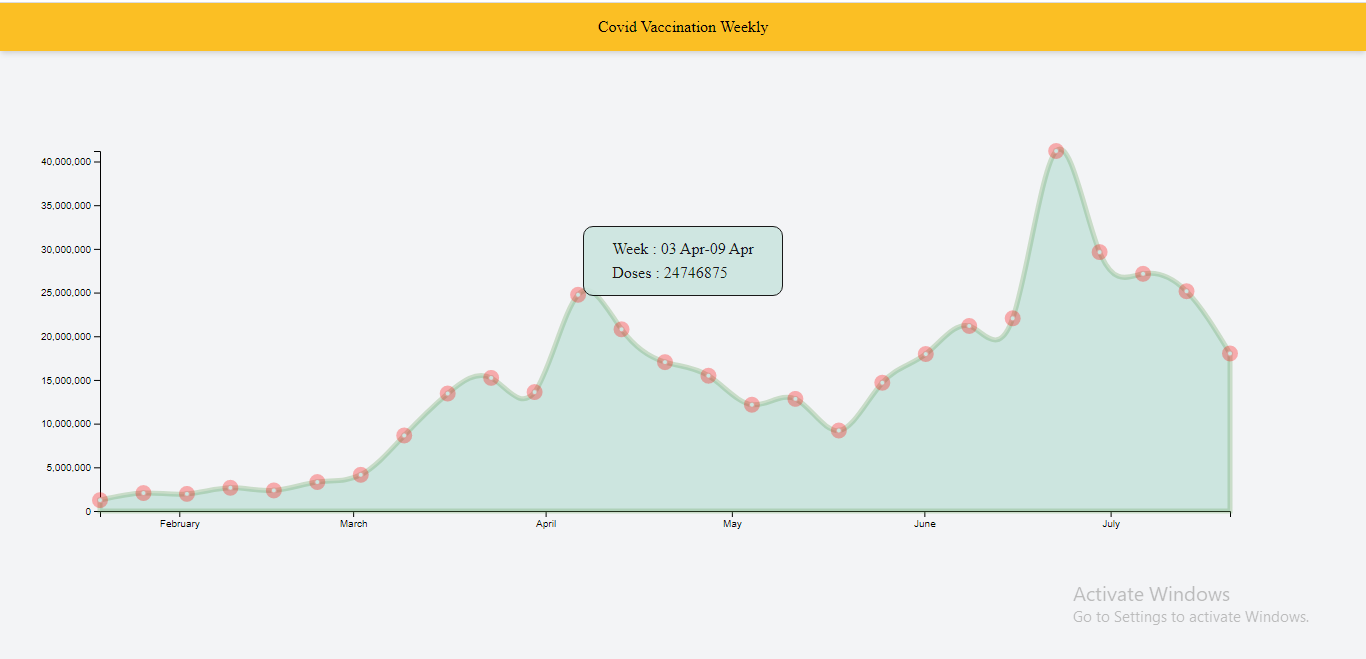 Covid Vaccination Weekly
40,000,000
35,000,000
30,000,000
25,000,000
20,000,000
15,000,000
10,000,000
5,000,000
0
Week : 03 Apr-09 Apr
Doses : 24746875
February March April May June July
Activate Windows
Go to Settings to activate Windows.